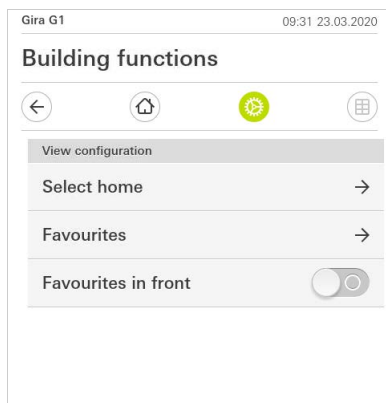 Gira G1 09:31 23.03.2020
Building functions
View configuration
Select home
Favourites
Favourites in front